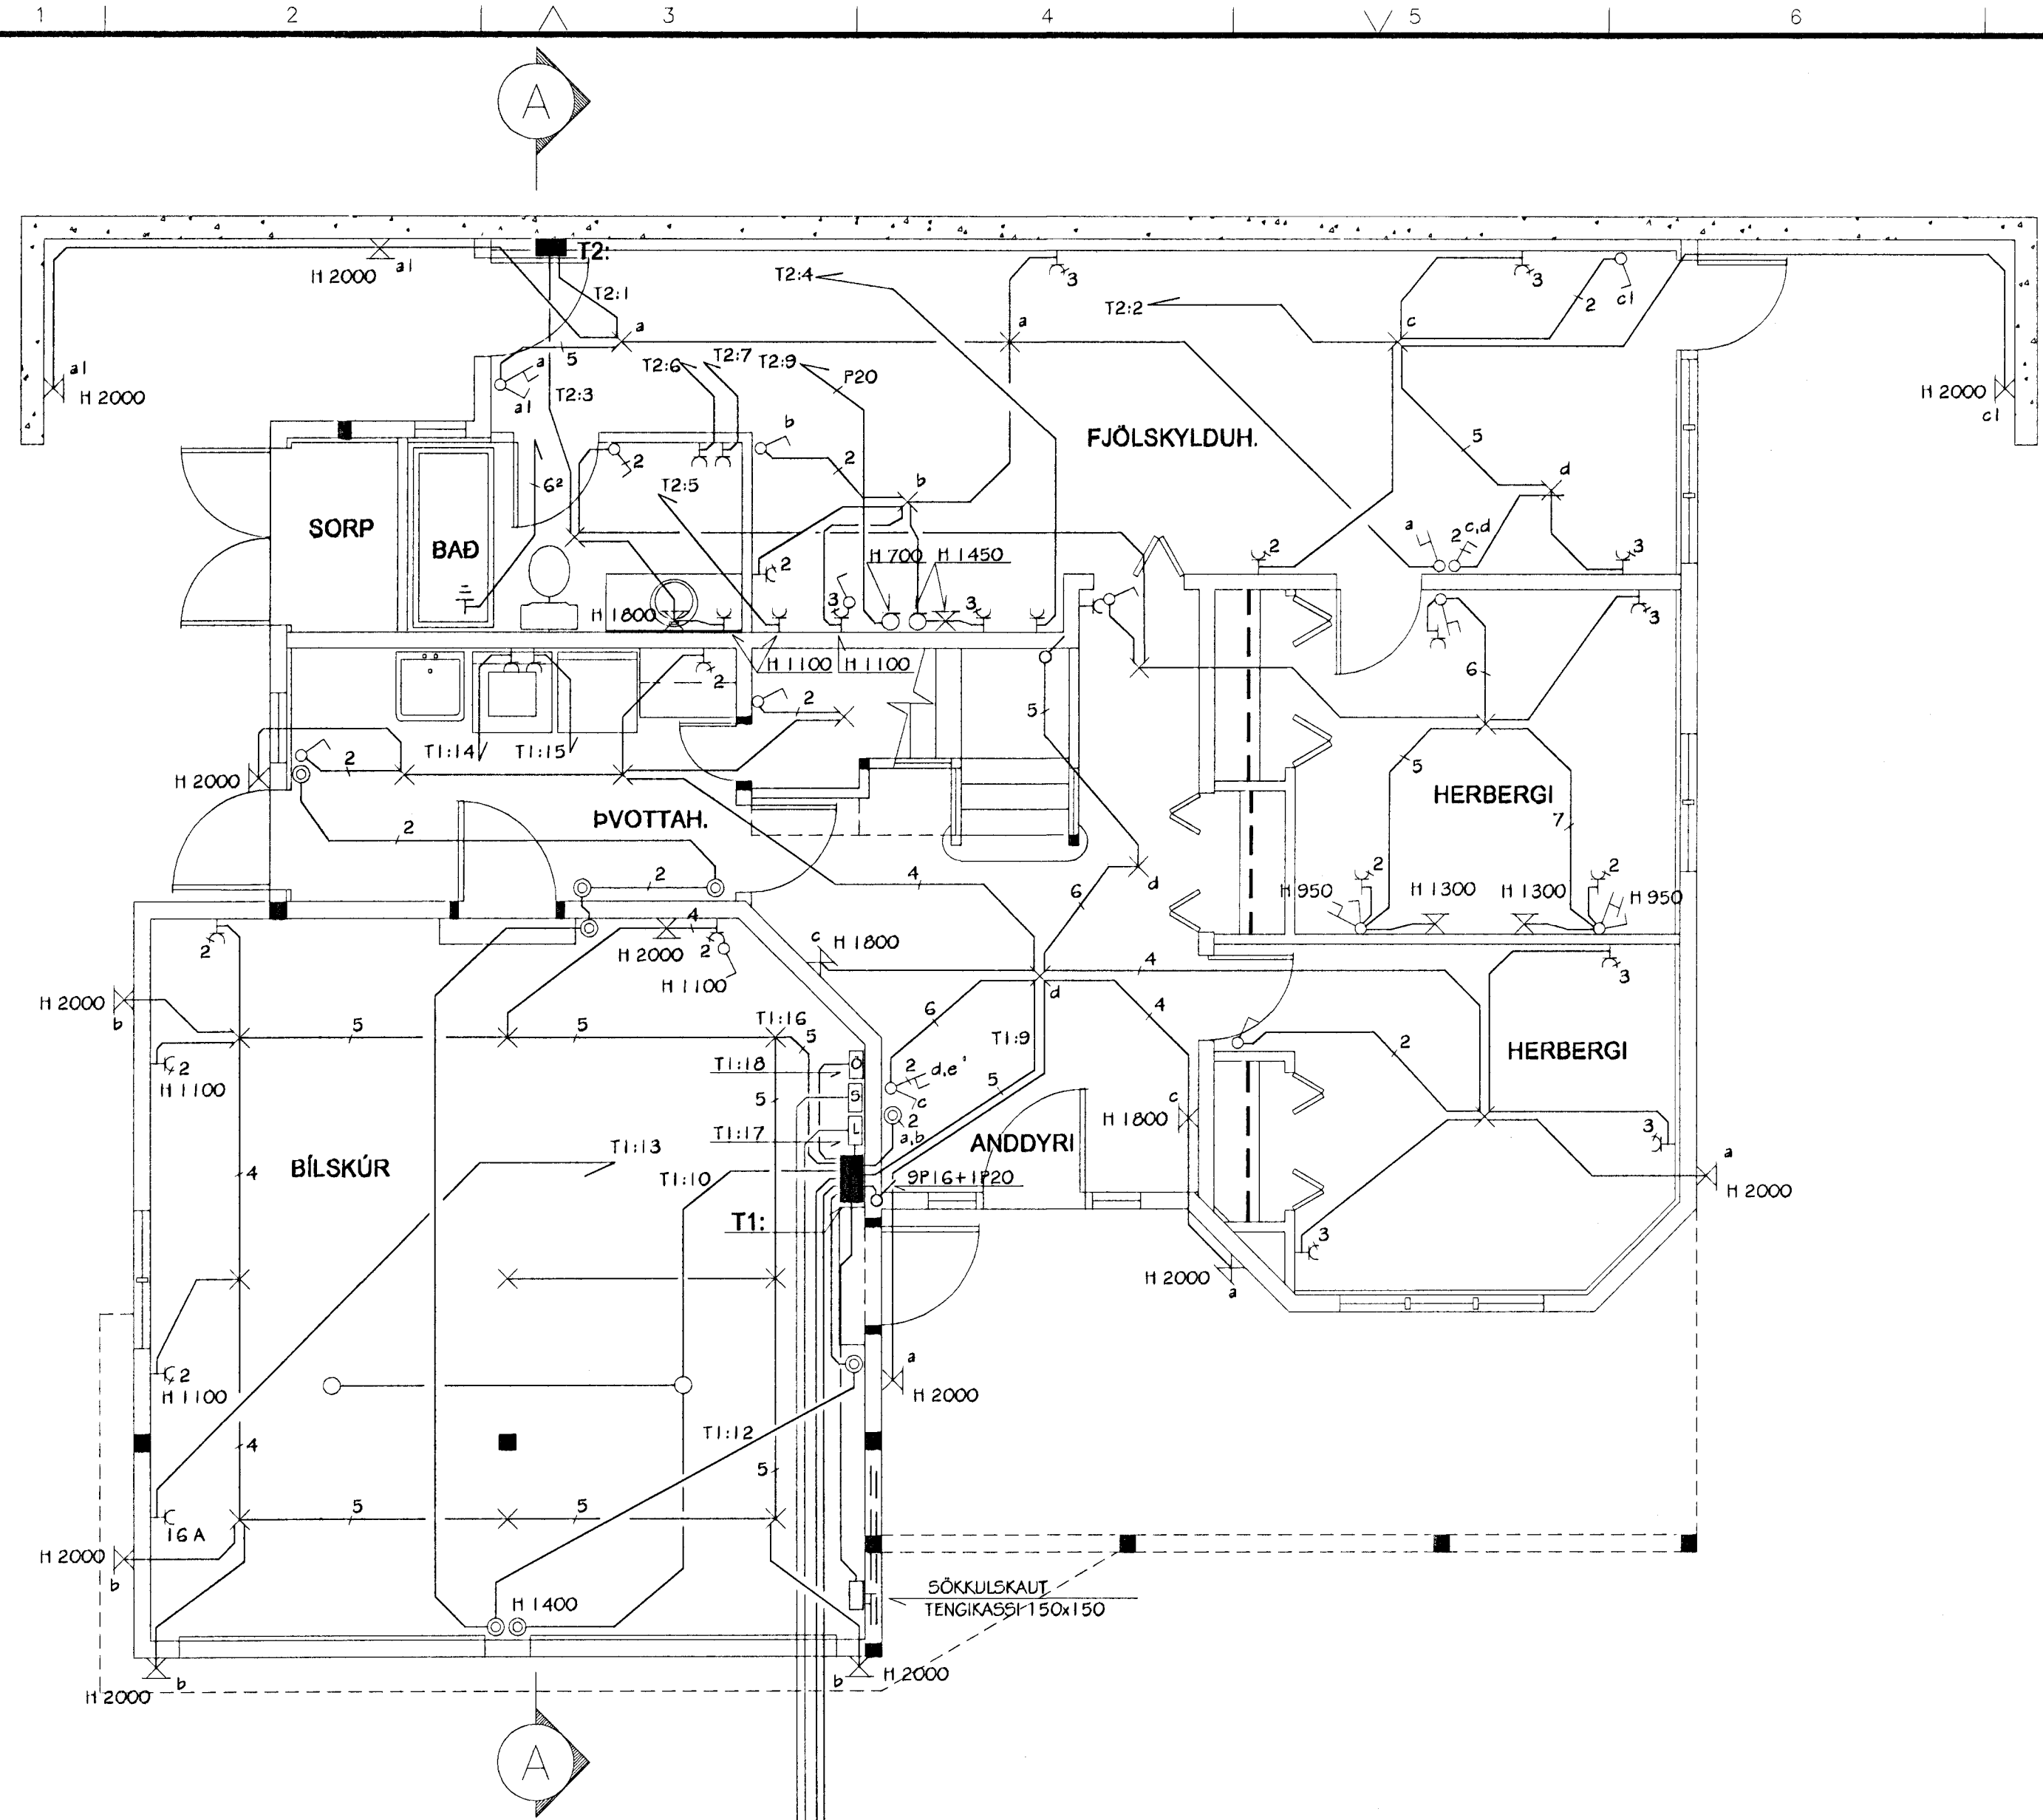 1 2 3 4 5 6
A
T2:
H 2000 a1
T2:4
3
3
2
c1
T2:1
T2:2
a
a
c
5
a
a1
T2:6 T2:7 T2:9
P20
a1
H 2000
T2:3
H 2000
c1
b
FJÖLSKYLDUH.
2
2
5
6²
T2:5
b
d
SORP
BAÐ
a
2 c,d
H 700 H 1450
2
2
3
H 1800
3
3
3
H 1100 H 1100
2
2
6
5
T1:14 T1:15
2
H 2000
5
HERBERGI
ÞVOTTAH.
7
2
2
4
d
6
2
2
H 950 H 1300 H 1300 H 950
4
2
2
c H 1800
H 2000
H 1100
3
4
H 2000
b
d
4
6
5
5
T1:16
5
T1:9
2
HERBERGI
2
H 1100
T1:18
Ö
2 d,e'
c
5
5
S
T1:17
L
2
a,b
c
H 1800
ANDDYRI
3
a
H 2000
BÍLSKÚR
4
T1:13
T1:10
9P16+1P20
T1:
3
H 2000
a
2
H 1100
a
H 2000
T1:12
4
5
5
5
16 A
H 2000
b
SÖKKULSKAUT
TENGIKASSI 150x150
H 1400
H 2000 b
b H 2000
A